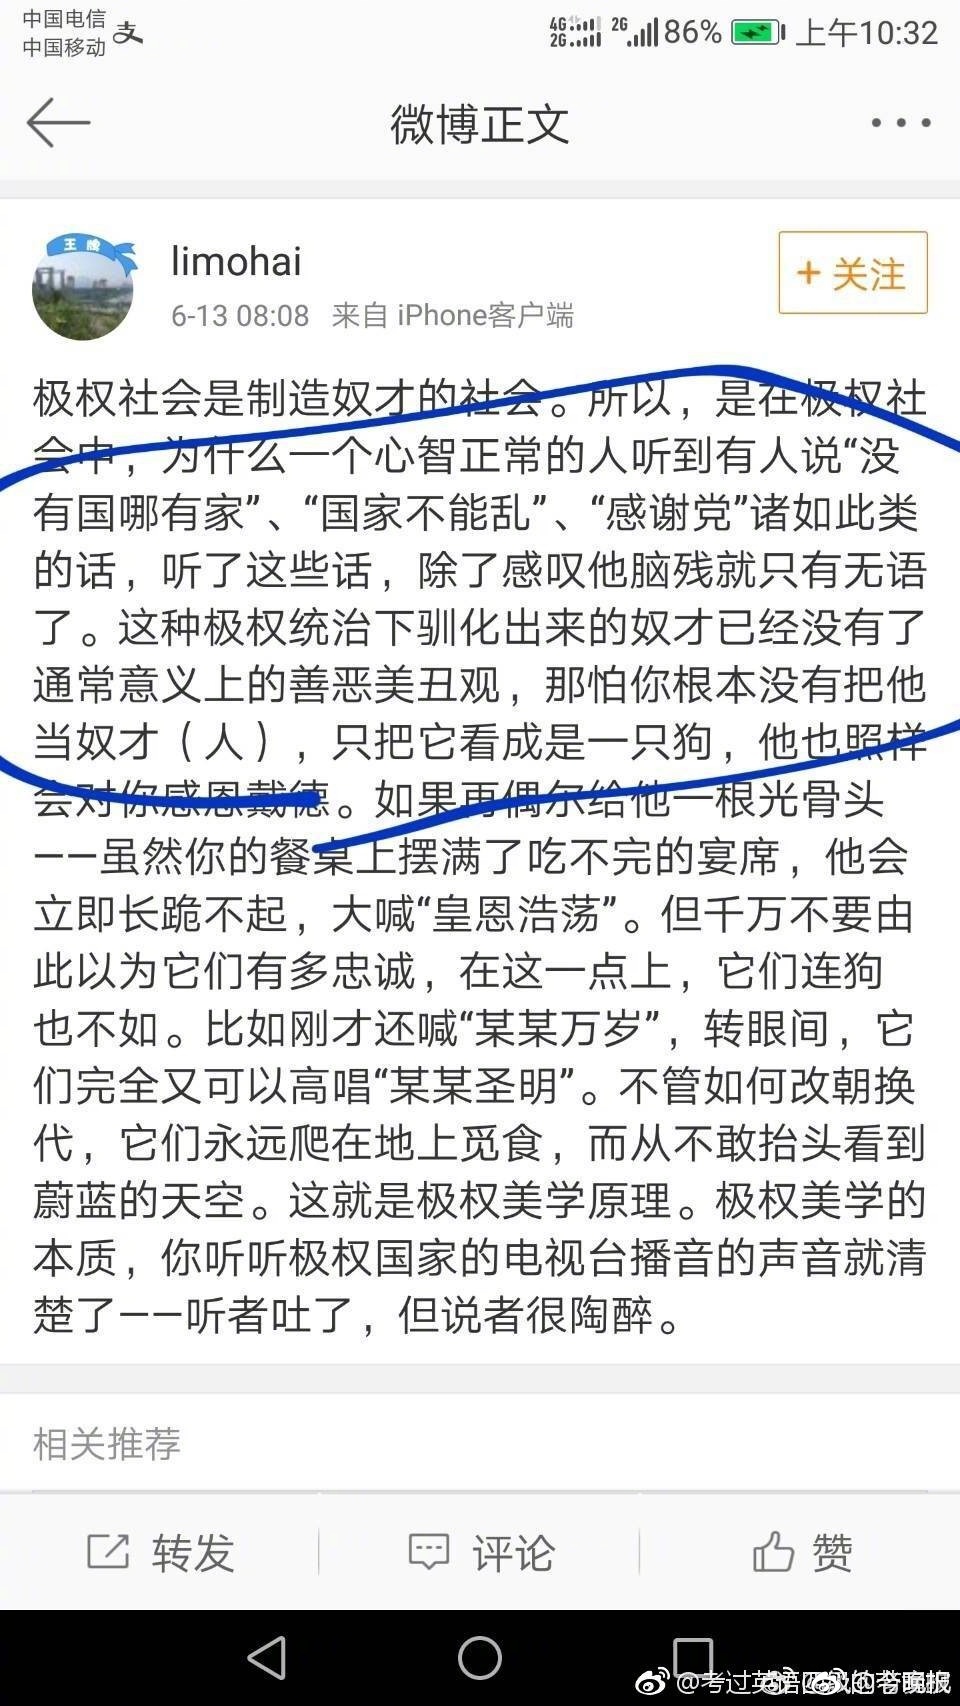 中国电信
中国移动
4G 2G 2G 86% 上午10:32
微博正文
王牌
limohai
+ 关注
6-13 08:08 来自 iPhone客户端
极权社会是制造奴才的社会。所以，是在极权社
会中，为什么一个心智正常的人听到有人说“没
有国哪有家”、“国家不能乱”、“感谢党”诸如此类
的话，听了这些话，除了感叹他脑残就只有无语
了。这种极权统治下驯化出来的奴才已经没有了
通常意义上的善恶美丑观，那怕你根本没有把他
当奴才（人），只把它看成是一只狗，他也照样
会对你感恩戴德。如果再偶尔给他一根光骨头
——虽然你的餐桌上摆满了吃不完的宴席，他会
立即长跪不起，大喊“皇恩浩荡”。但千万不要由
此以为它们有多忠诚，在这一点上，它们连狗
也不如。比如刚才还喊“某某万岁”，转眼间，它
们完全又可以高唱“某某圣明”。不管如何改朝换
代，它们永远爬在地上觅食，而从不敢抬头看到
蔚蓝的天空。这就是极权美学原理。极权美学的
本质，你听听极权国家的电视台播音的声音就清
楚了——听者吐了，但说者很陶醉。
相关推荐
转发 评论 赞
@考过英语四级的